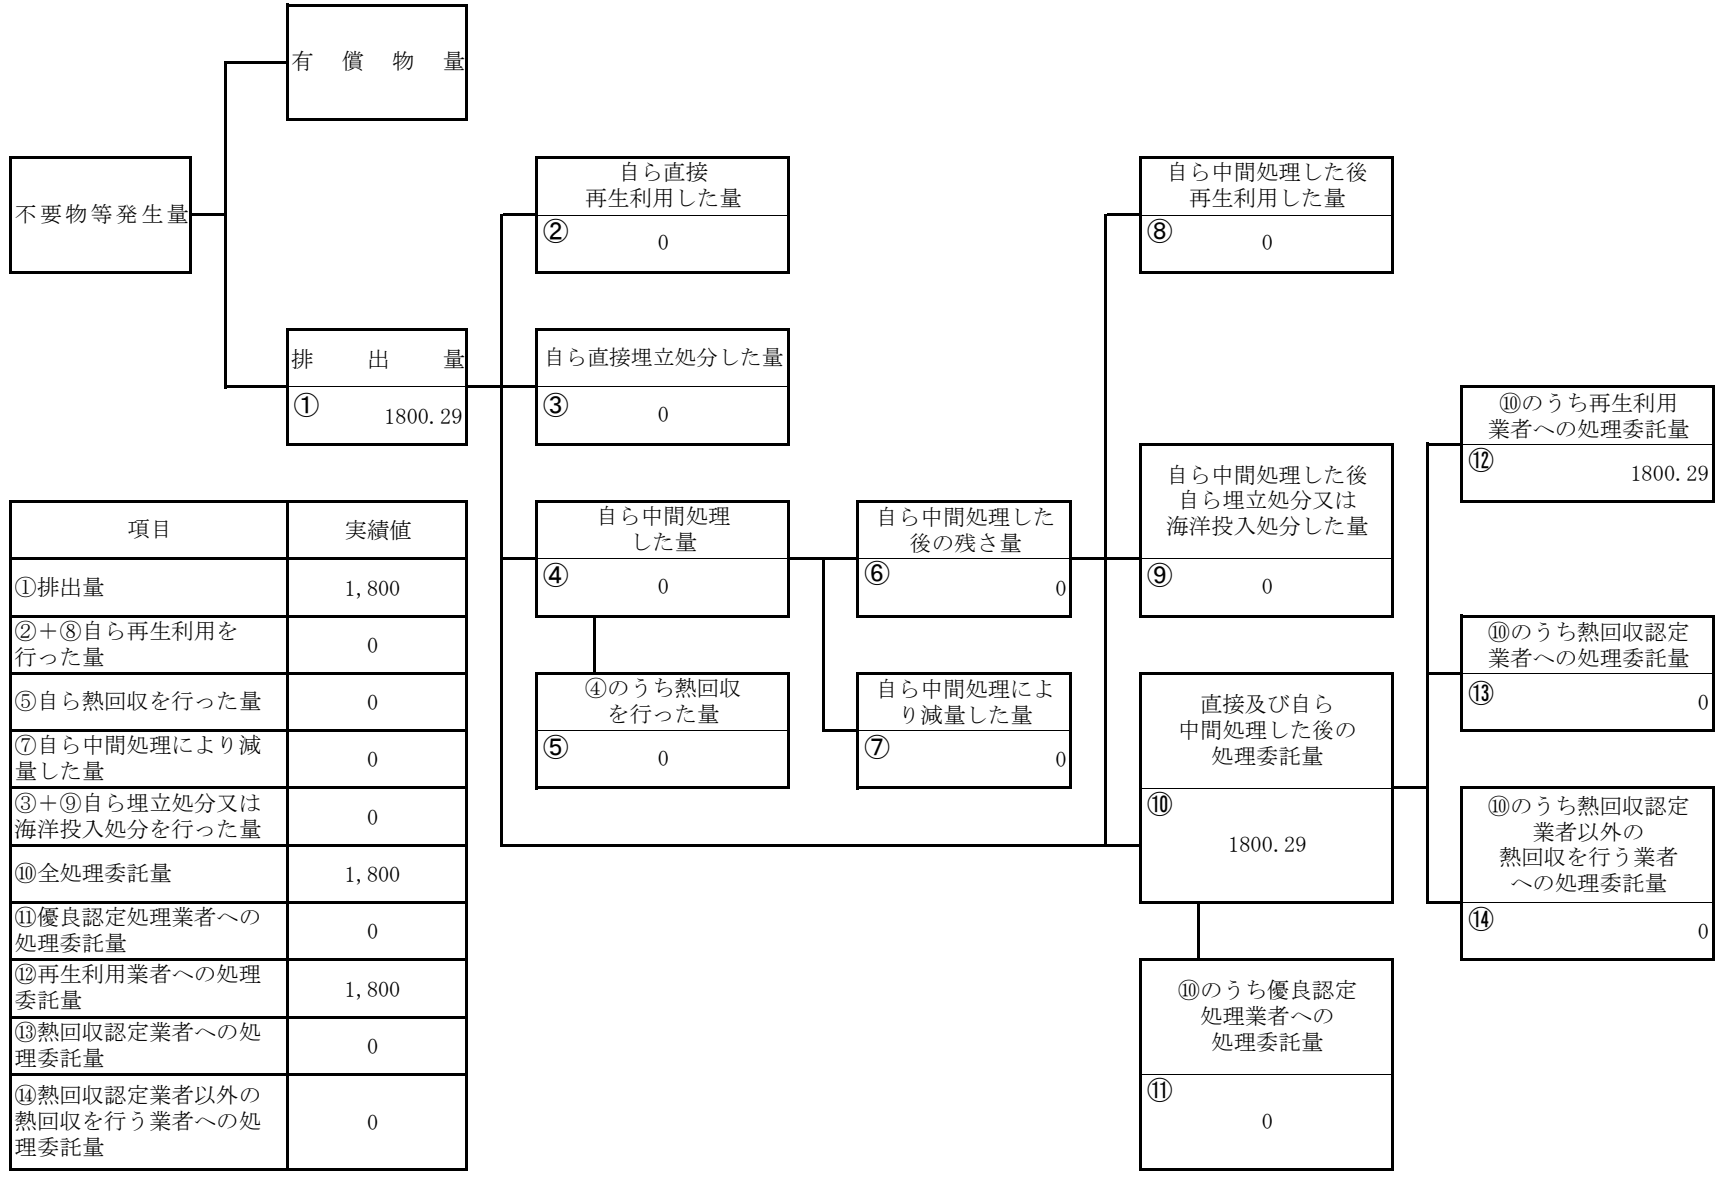 有償物量
不要物等発生量
自ら直接
再生利用した量
② 0
自ら中間処理した後
再生利用した量
⑧ 0
排出量
① 1800.29
自ら直接埋立処分した量
③ 0
⑩のうち再生利用
業者への処理委託量
⑫ 1800.29
自ら中間処理
した量
④ 0
自ら中間処理した
後の残さ量
⑥ 0
自ら中間処理した後
自ら埋立処分又は
海洋投入処分した量
⑨ 0
⑩のうち熱回収認定
業者への処理委託量
⑬ 0
④のうち熱回収
を行った量
⑤ 0
自ら中間処理によ
り減量した量
⑦ 0
直接及び自ら
中間処理した後の
処理委託量
⑩
1800.29
⑩のうち熱回収認定
業者以外の
熱回収を行う業者
への処理委託量
⑭ 0
⑩のうち優良認定
処理業者への
処理委託量
⑪
0
項目 実績値
①排出量 1,800
②+⑧自ら再生利用を
行った量 0
⑤自ら熱回収を行った量 0
⑦自ら中間処理により減
量した量 0
③+⑨自ら埋立処分又は
海洋投入処分を行った量 0
⑩全処理委託量 1,800
⑪優良認定処理業者への
処理委託量 0
⑫再生利用業者への処理
委託量 1,800
⑬熱回収認定業者への処
理委託量 0
⑭熱回収認定業者以外の
熱回収を行う業者への処
理委託量 0